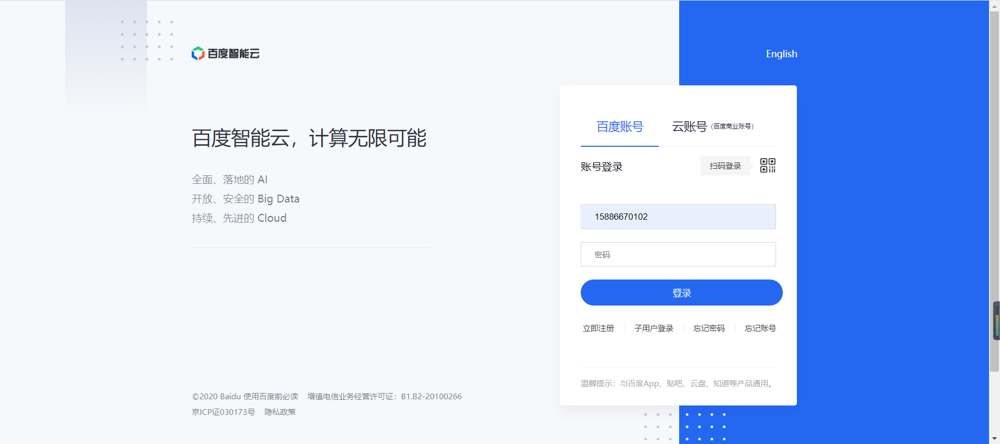 百度智能云
English
百度智能云，计算无限可能
全面、落地的 AI
开放、安全的 Big Data
持续、先进的 Cloud
百度账号
云账号（百度商业账号）
账号登录
扫码登录
15886670102
密码
登录
立即注册
子用户登录
忘记密码
忘记账号
温馨提示：与百度App、贴吧、云盘、知道等产品通用。
©2020 Baidu 使用百度前必读 增值电信业务经营许可证：B1.B2-20100266
京ICP证030173号 隐私政策